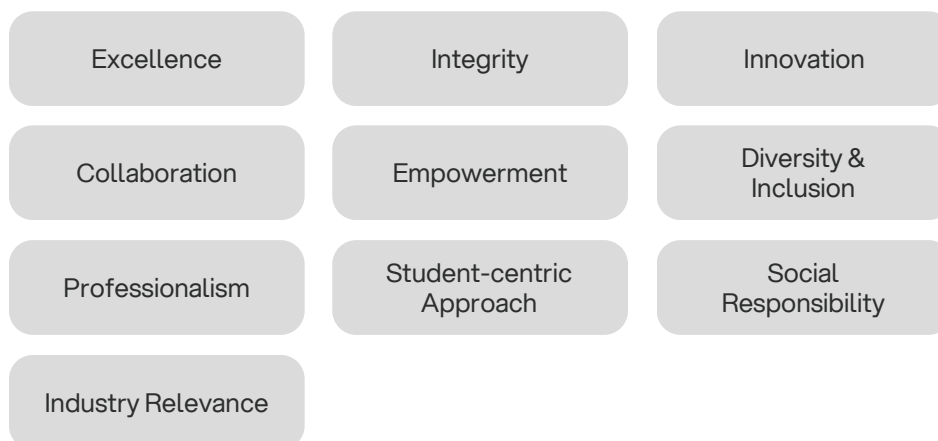 Excellence
Integrity
Innovation
Collaboration
Empowerment
Diversity &
Inclusion
Professionalism
Student-centric
Approach
Social
Responsibility
Industry Relevance